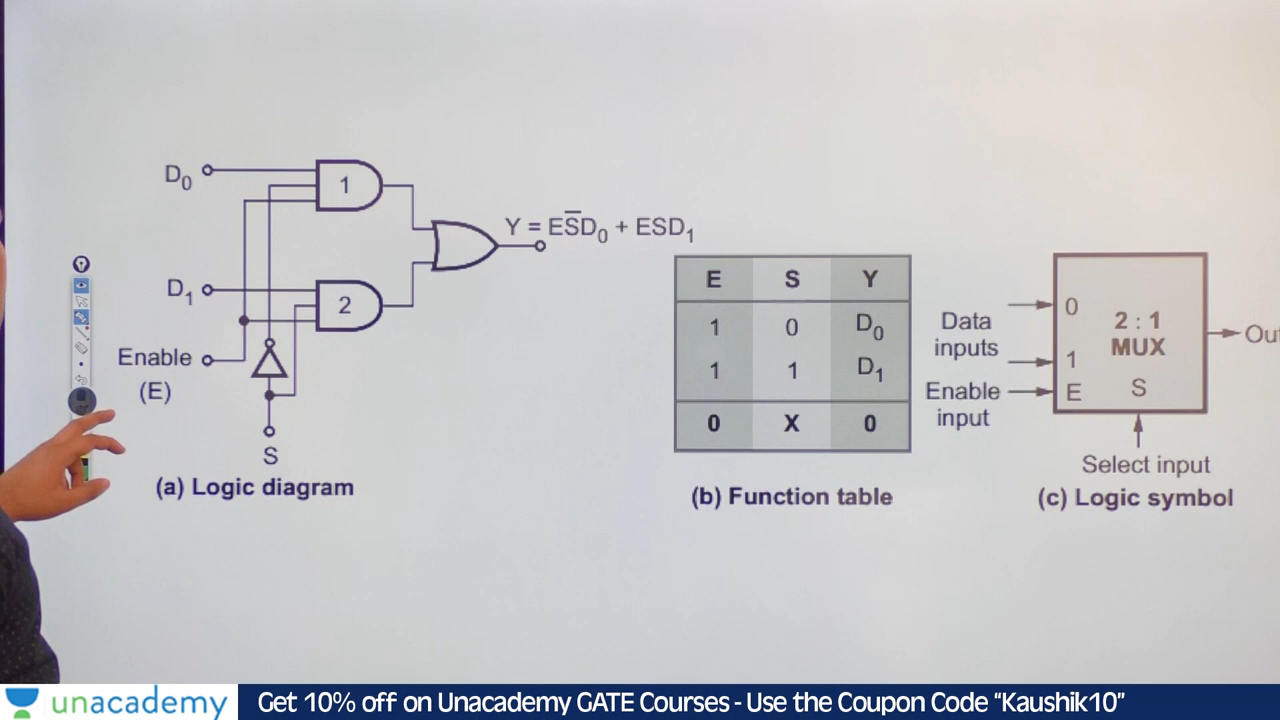 D0
1
Y = ES̅D0 + ESD1
D1
2
Enable
(E)
S
(a) Logic diagram
E S Y
1 0 D0
1 1 D1
0 X 0
(b) Function table
Data
inputs
Enable
input
0
1
E
2 : 1
MUX
S
Out
Select input
(c) Logic symbol
unacademy
Get 10% off on Unacademy GATE Courses - Use the Coupon Code “Kaushik10”